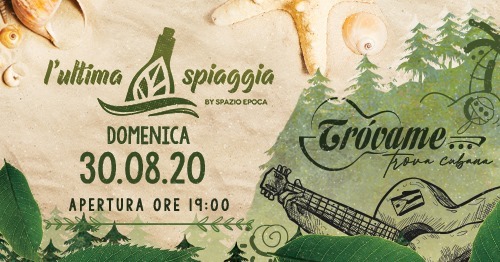 l'ultima spiaggia
BY SPAZIO EPOCA
DOMENICA
30.08.20
APERTURA ORE 19:00
Tróvame...
Trova cubana